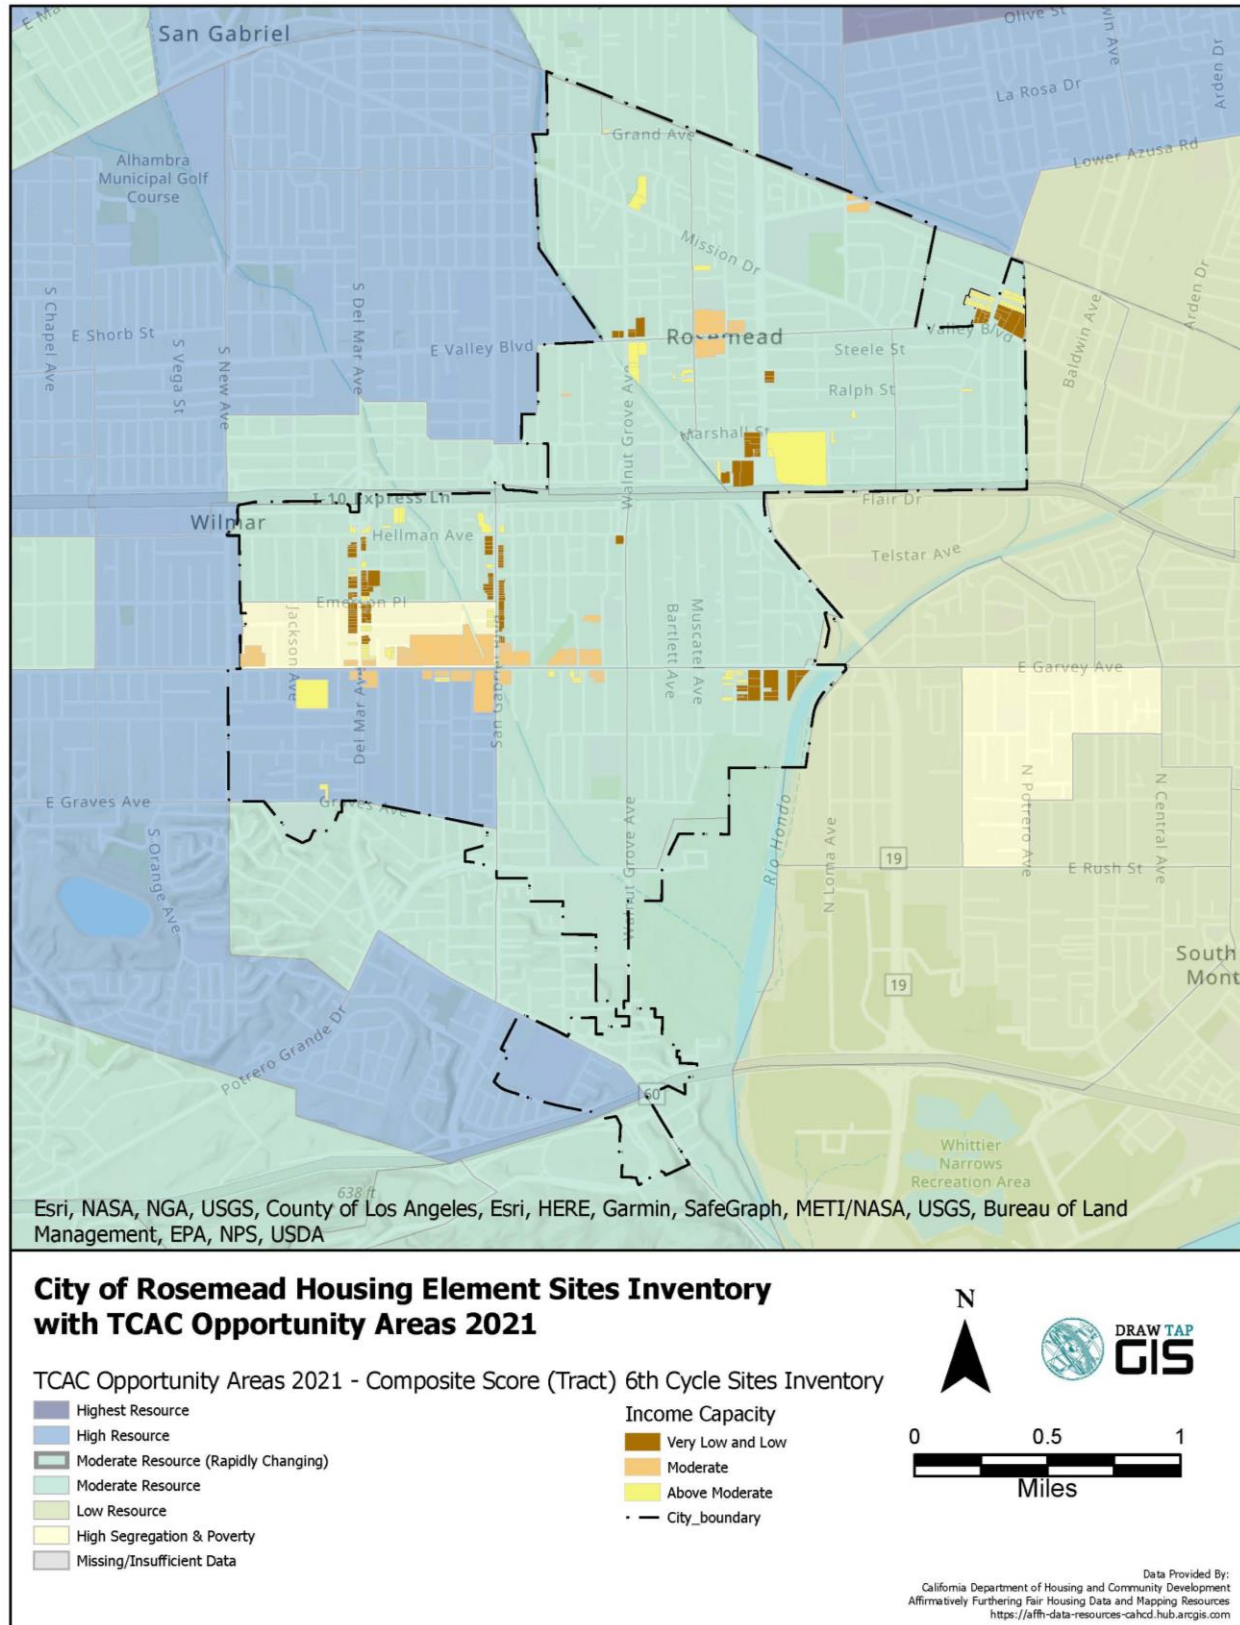 E Ma
San Gabriel
Olive St
win Ave
Arden Dr
La Rosa Dr
Grand Ave
Lower Azusa Rd
Alhambra
Municipal Golf
Course
Mission Dr
S Chapel Ave
E Shorb St
S Vega St
S New Ave
S Del Mar Ave
E Valley Blvd
Rosemead
Valley Blvd
Steele St
Ralph St
Baldwin Ave
Arden Dr
Walnut Grove Ave
Marshall St
I-10 Express Ln
Flair Dr
Wilmar
Hellman Ave
Telstar Ave
Emerson Pl
Jackson Ave
Bartlett Ave
Muscatel Ave
E Garvey Ave
Del Mar Ave
San Gabriel Blvd
E Graves Ave
Graves Ave
S Orange Ave
Walnut Grove Ave
Rio Hondo
N Loma Ave
19
N Potrero Ave
N Central Ave
E Rush St
South
Mont
19
Potrero Grande Dr
60
Whittier
Narrows
Recreation Area
638 ft
Esri, NASA, NGA, USGS, County of Los Angeles, Esri, HERE, Garmin, SafeGraph, METI/NASA, USGS, Bureau of Land
Management, EPA, NPS, USDA
City of Rosemead Housing Element Sites Inventory
with TCAC Opportunity Areas 2021
TCAC Opportunity Areas 2021 - Composite Score (Tract)
Highest Resource
High Resource
Moderate Resource (Rapidly Changing)
Moderate Resource
Low Resource
High Segregation & Poverty
Missing/Insufficient Data
6th Cycle Sites Inventory
Income Capacity
Very Low and Low
Moderate
Above Moderate
City_boundary
N
DRAW TAP
GIS
0 0.5 1
Miles
Data Provided By:
California Department of Housing and Community Development
Affirmatively Furthering Fair Housing Data and Mapping Resources
https://affh-data-resources-cahcd.hub.arcgis.com